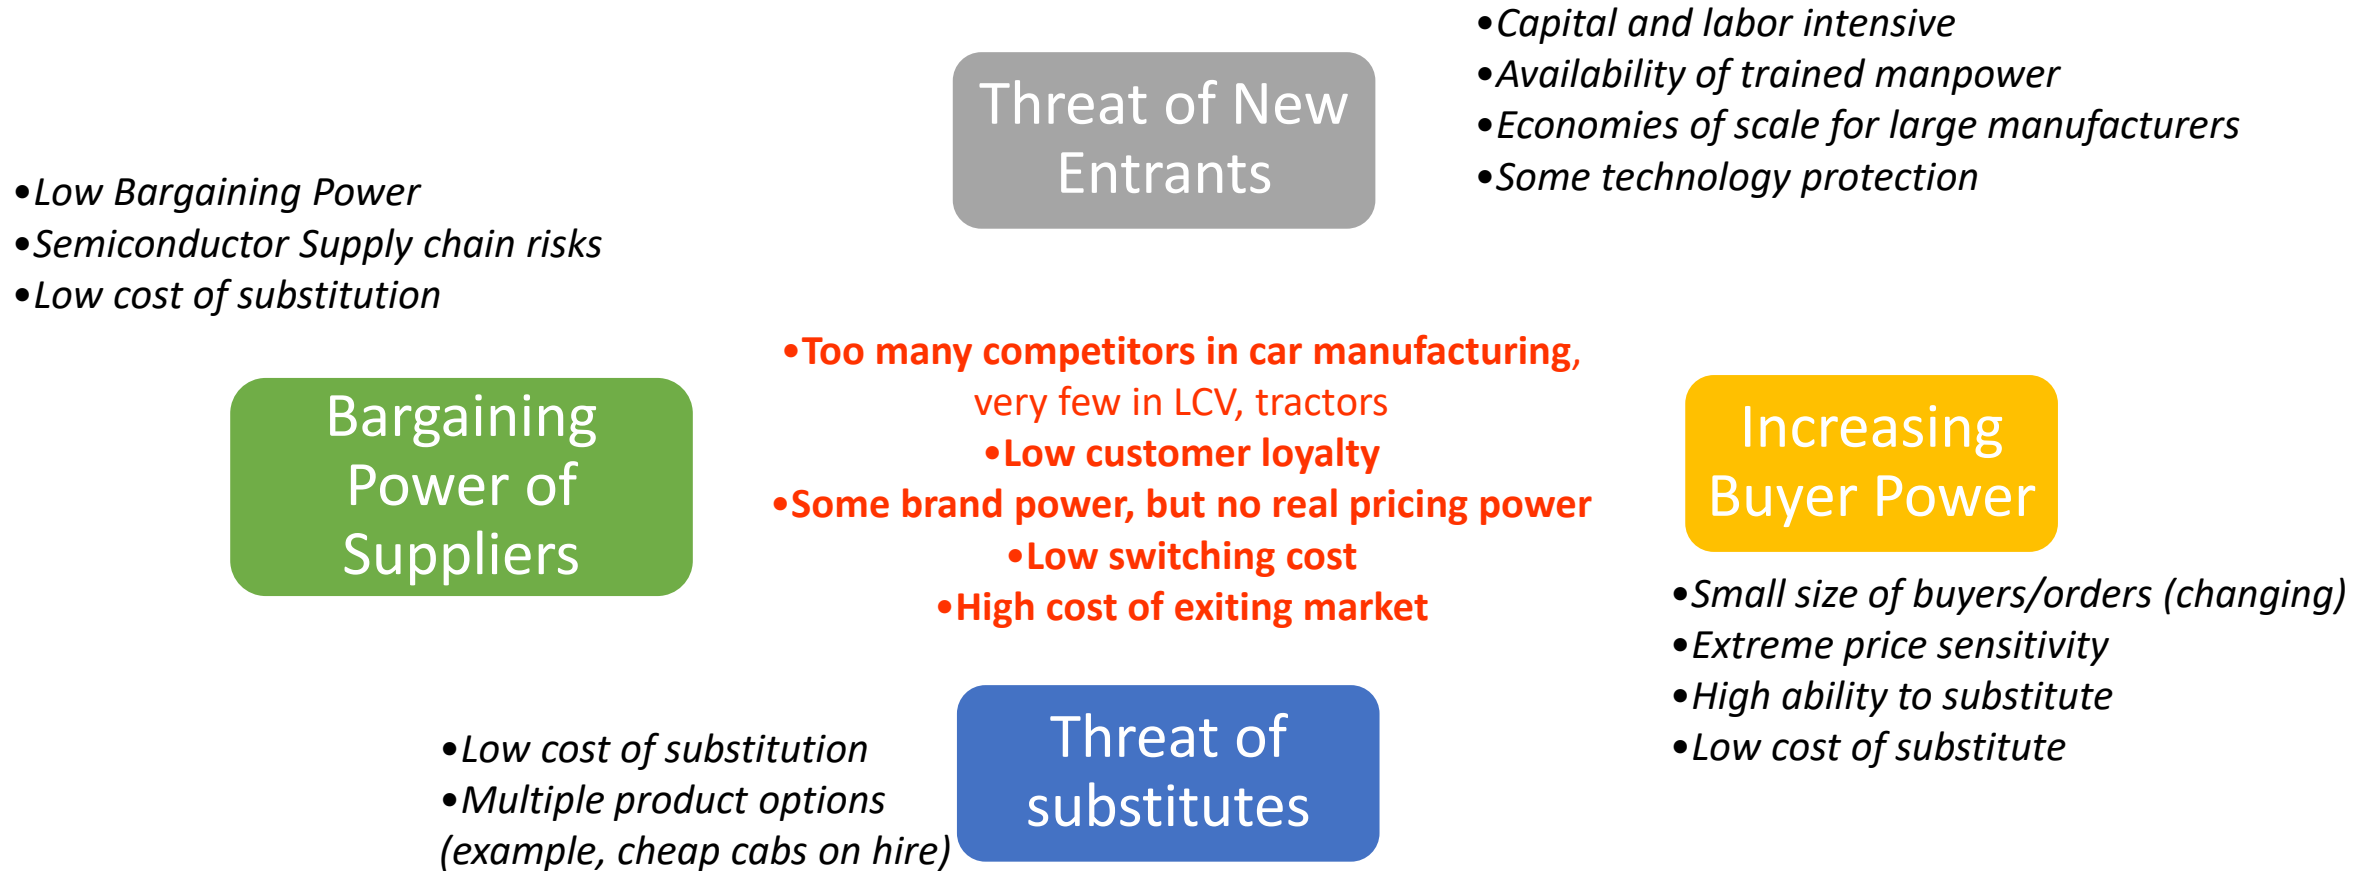 •Capital and labor intensive
•Availability of trained manpower
•Economies of scale for large manufacturers
•Some technology protection
Threat of New
Entrants
•Low Bargaining Power
•Semiconductor Supply chain risks
•Low cost of substitution
Bargaining
Power of
Suppliers
•Too many competitors in car manufacturing,
very few in LCV, tractors
•Low customer loyalty
•Some brand power, but no real pricing power
•Low switching cost
•High cost of exiting market
Increasing
Buyer Power
•Small size of buyers/orders (changing)
•Extreme price sensitivity
•High ability to substitute
•Low cost of substitute
•Low cost of substitution
•Multiple product options
(example, cheap cabs on hire)
Threat of
substitutes